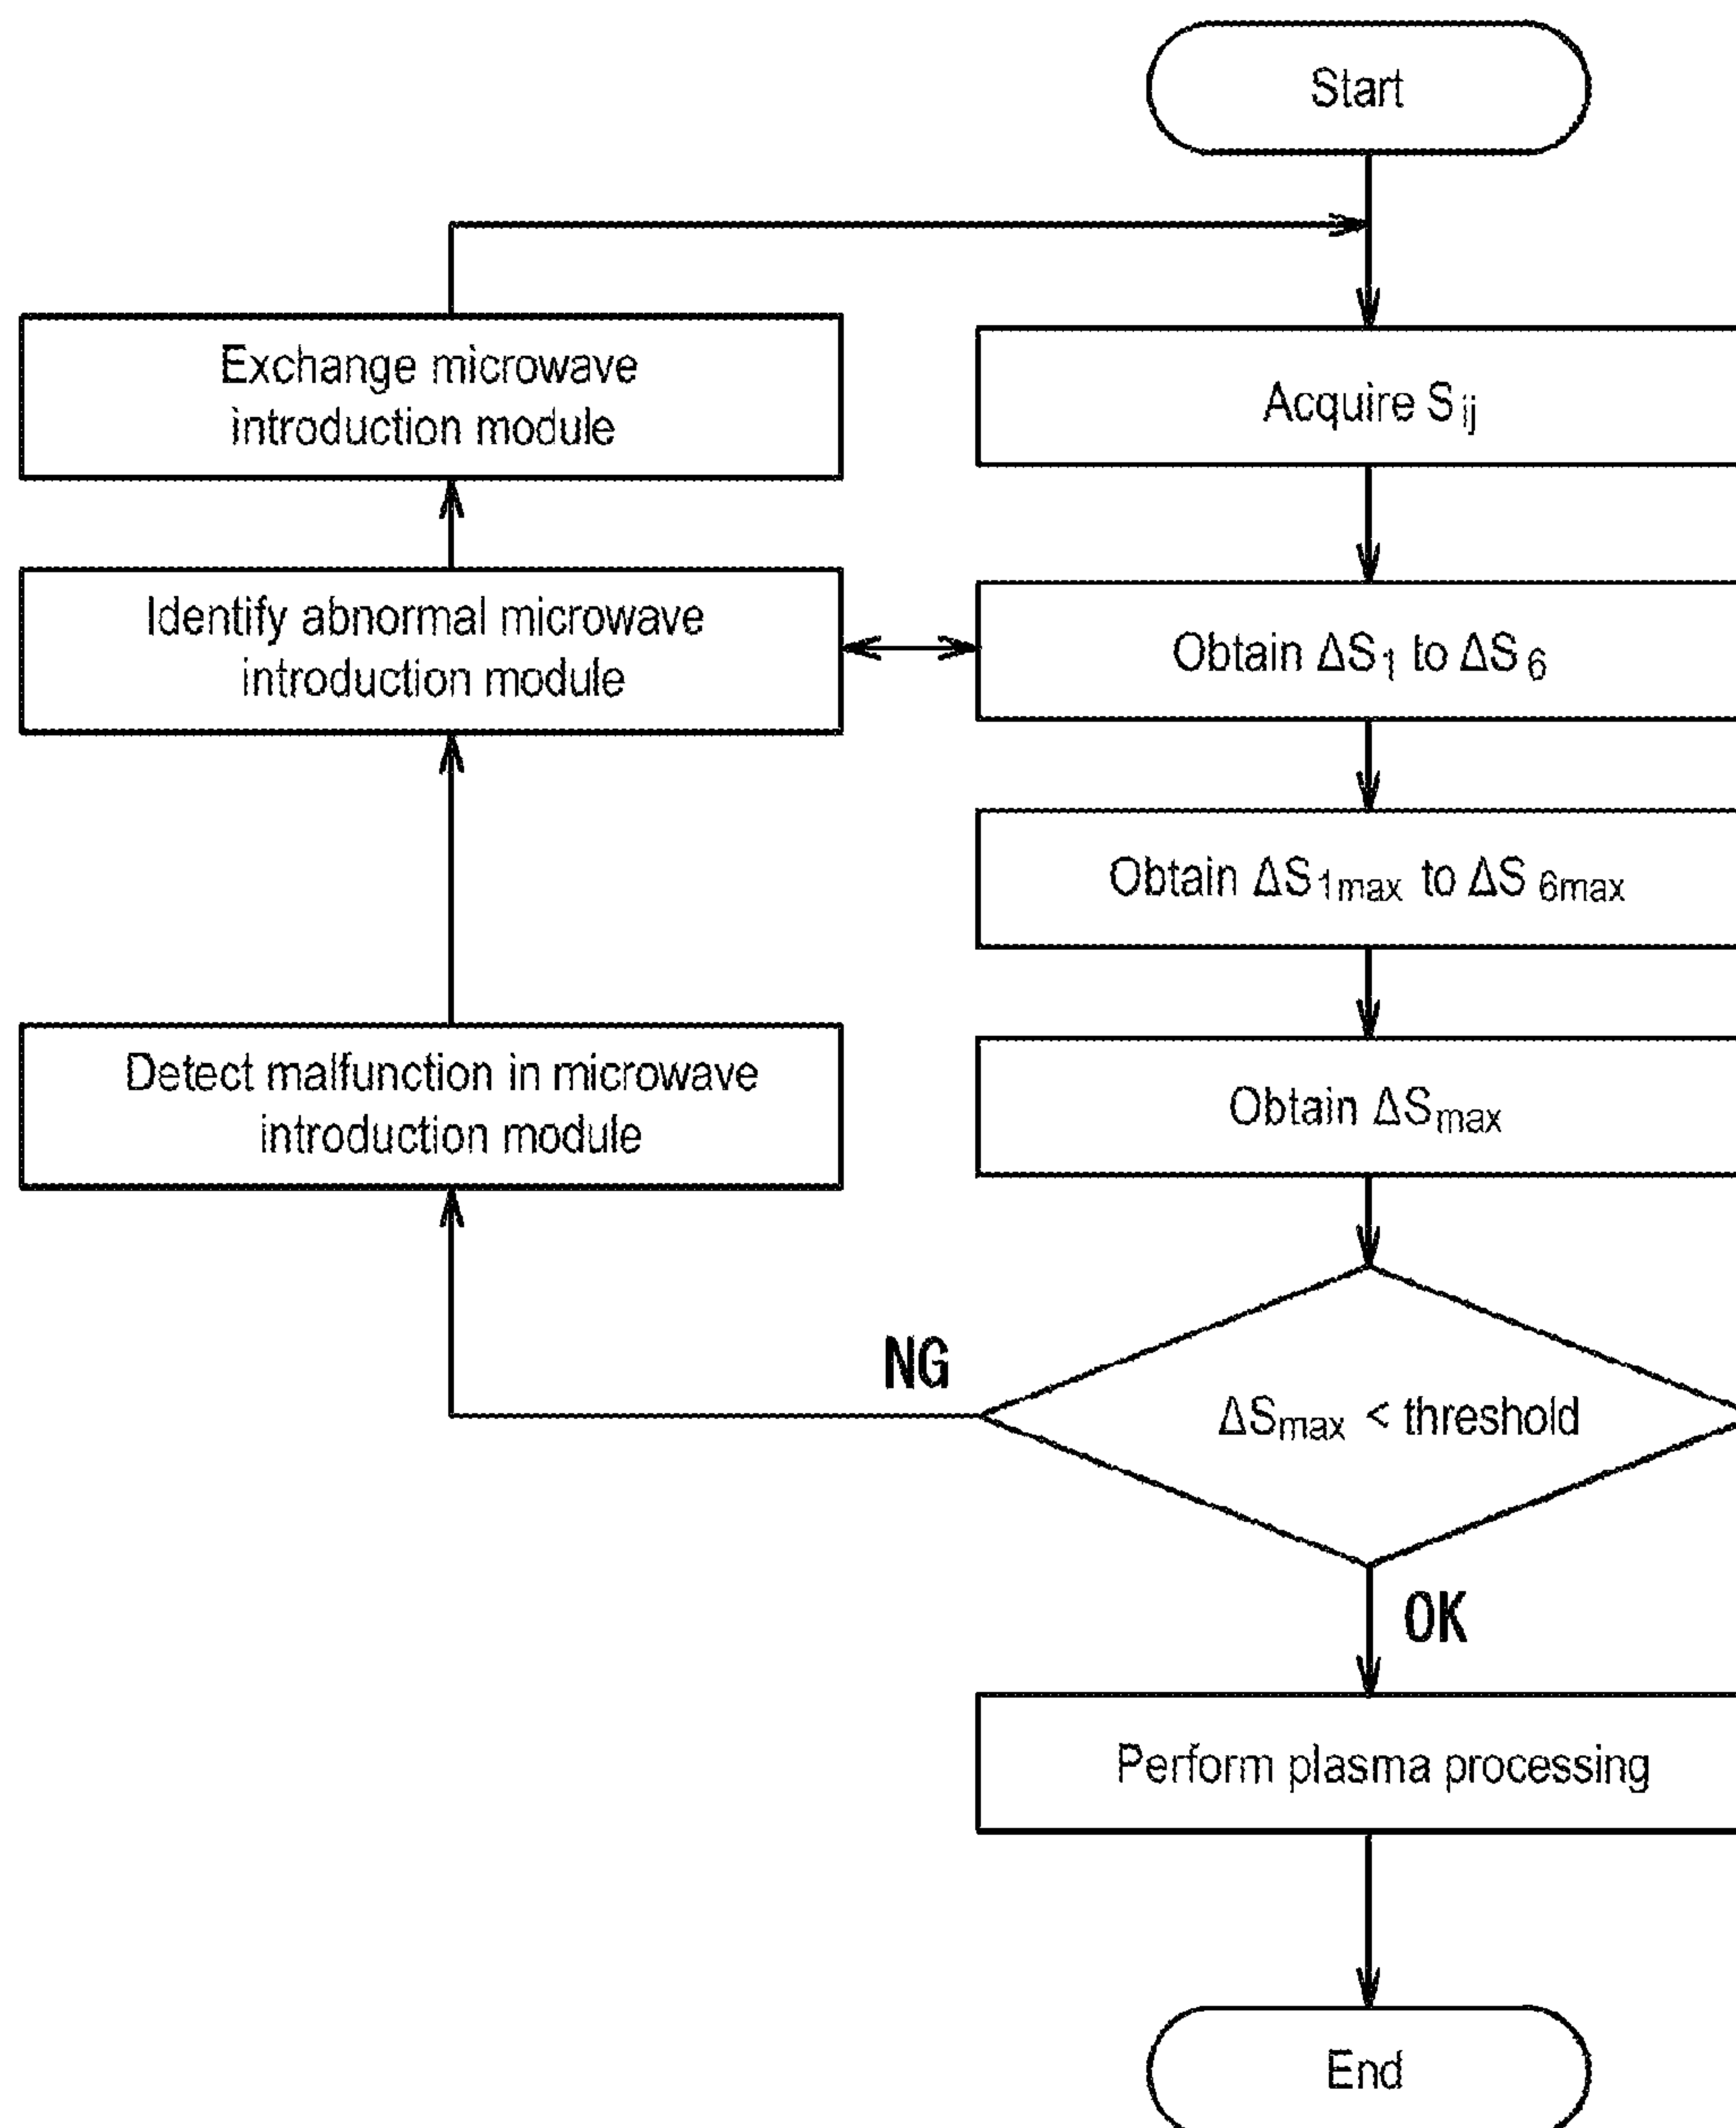 Start
Exchange microwave
introduction module
Acquire Sij
Identify abnormal microwave
introduction module
Obtain ΔS1 to ΔS6
Obtain ΔS1max to ΔS6max
Detect malfunction in microwave
introduction module
Obtain ΔSmax
NG
ΔSmax < threshold
OK
Perform plasma processing
End